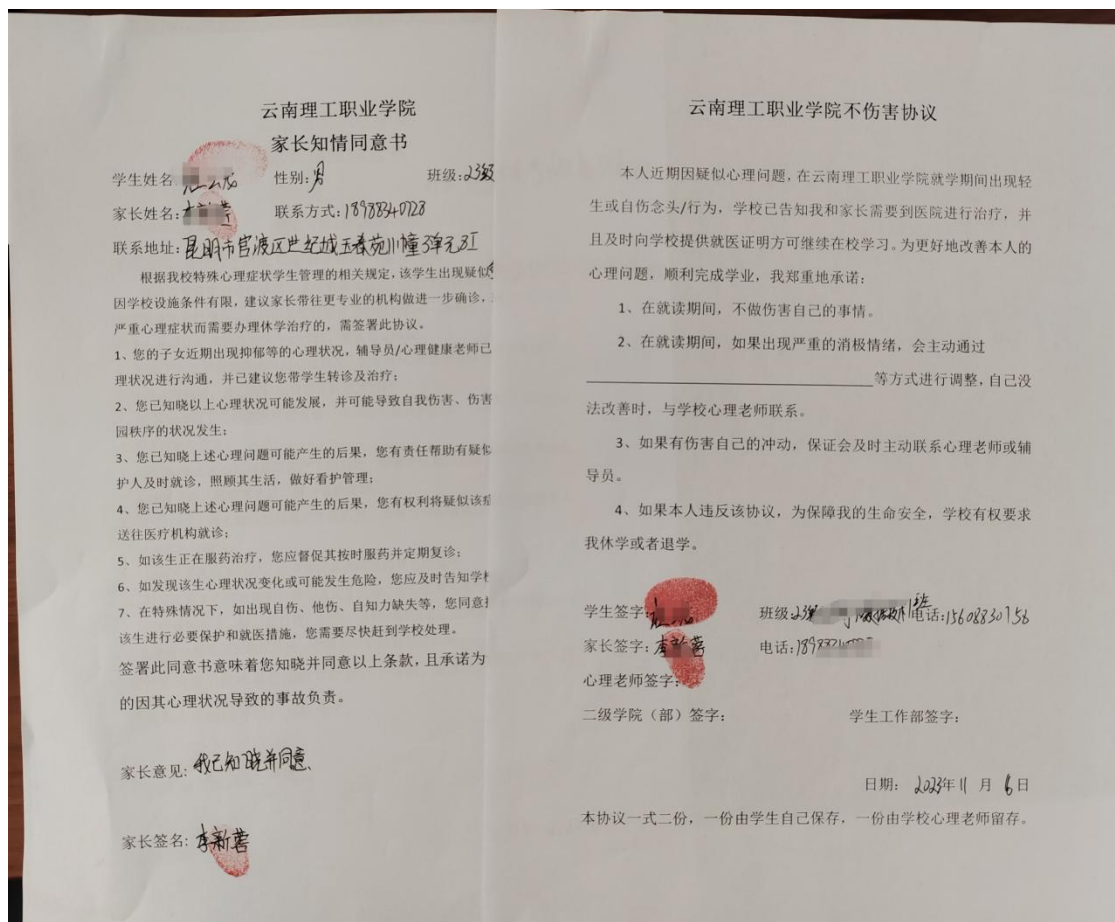 云南理工职业学院
家长知情同意书
学生姓名 性别:男 班级:23级
家长姓名: 联系方式:
联系地址:昆明市官渡区世纪城玉春苑
根据我校特殊心理症状学生管理的相关规定,该学生出现疑似
因学校设施条件有限,建议家长带往更专业的机构做进一步确诊,
严重心理症状而需要办理休学治疗的,需签署此协议。
1、您的子女近期出现抑郁等的心理状况,辅导员/心理健康老师已
理状况进行沟通,并已建议您带学生转诊及治疗;
2、您已知晓以上心理状况可能发展,并可能导致自我伤害、伤害
园秩序的状况发生;
3、您已知晓上述心理问题可能产生的后果,您有责任帮助有疑似
护人及时就诊,照顾其生活,做好看护管理;
4、您已知晓上述心理问题可能产生的后果,您有权利将疑似该症
送往医疗机构就诊;
5、如该生正在服药治疗,您应督促其按时服药并定期复诊;
6、如发现该生心理状况变化或可能发生危险,您应及时告知学校
7、在特殊情况下,如出现自伤、他伤、自知力缺失等,您同意
该生进行必要保护和就医措施,您需要尽快赶到学校处理。
签署此同意书意味着您知晓并同意以上条款,且承诺为
的因其心理状况导致的事故负责。
家长意见:我已知晓并同意
家长签名:李新蓉
云南理工职业学院不伤害协议
本人近期因疑似心理问题,在云南理工职业学院就学期间出现轻
生或自伤念头/行为,学校已告知我和家长需要到医院进行治疗,并
且及时向学校提供就医证明方可继续在校学习。为更好地改善本人的
心理问题,顺利完成学业,我郑重地承诺:
1、在就读期间,不做伤害自己的事情。
2、在就读期间,如果出现严重的消极情绪,会主动通过
等方式进行调整,自己没
法改善时,与学校心理老师联系。
3、如果有伤害自己的冲动,保证会及时主动联系心理老师或辅
导员。
4、如果本人违反该协议,为保障我的生命安全,学校有权要求
我休学或者退学。
学生签字: 班级:23级 1班 电话:
家长签字:李新蓉 电话:
心理老师签字:
二级学院(部)签字: 学生工作部签字:
日期: 2023年11月6日
本协议一式二份,一份由学生自己保存,一份由学校心理老师留存。